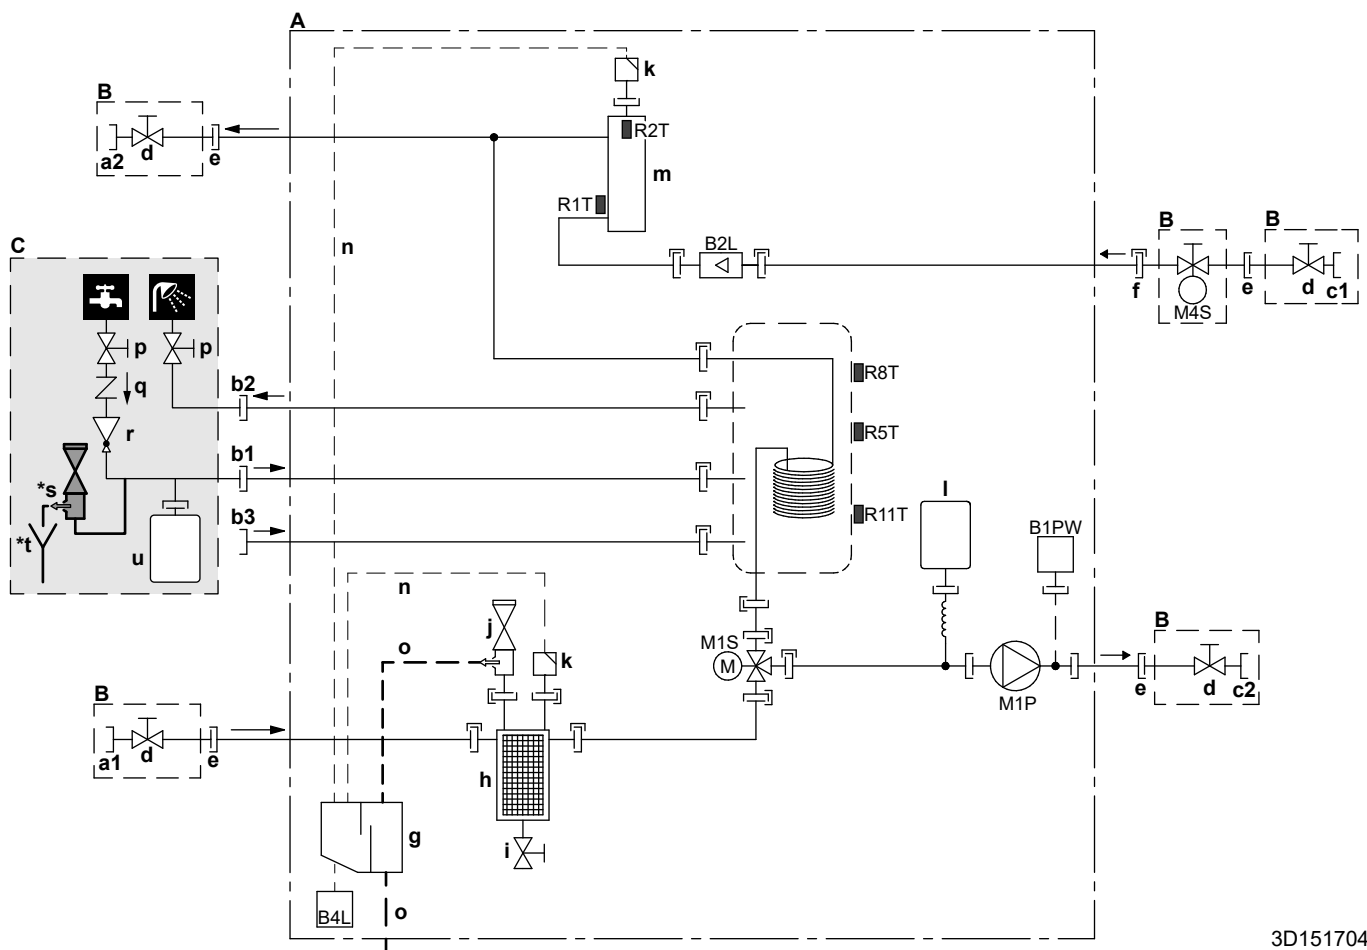 A
k
B
R2T
a2
d
e
m
R1T
B
B
C
n
B2L
f
e
d
c1
M4S
p
p
R8T
b2
q
r
R5T
b1
*s
l
R11T
b3
B1PW
*t
u
n
j
M1S
B
o
k
M
e
d
c2
M1P
B
a1
d
e
h
g
i
B4L
o
3D151704